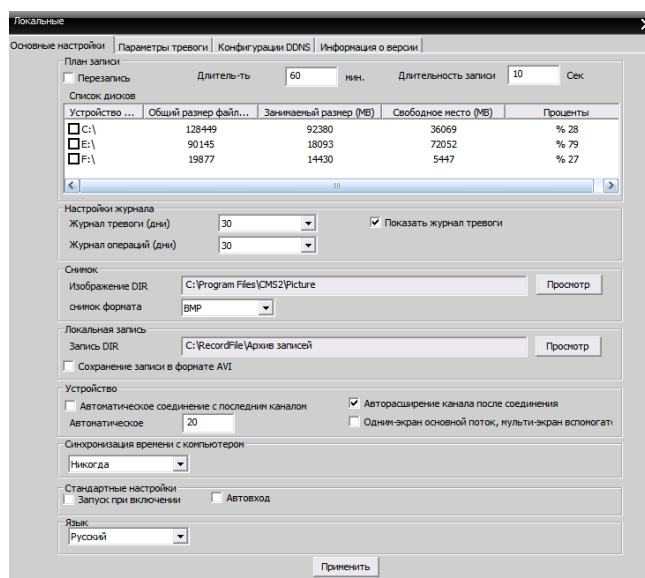 Локальные
Основные настройки Параметры тревоги Конфигурации DDNS Информация о версии
План записи
Перезапись Длитель-ть 60 мин. Длительность записи 10 Сек
Список дисков
Устройство ... Общий размер файл... Занимаемый размер (MB) Свободное место (MB) Проценты
C:\ 128449 92380 36069 % 28
E:\ 90145 18093 72052 % 79
F:\ 19877 14430 5447 % 27
Настройки журнала
Журнал тревоги (дни) 30 Показать журнал тревоги
Журнал операций (дни) 30
Снимок
Изображение DIR C:\Program Files\CMS2\Picture Просмотр
снимок формата BMP
Локальная запись
Запись DIR C:\RecordFile\Архив записей Просмотр
Сохранение записи в формате AVI
Устройство
Автоматическое соединение с последним каналом Авторасширение канала после соединения
Автоматическое 20 Одним-экран основной поток, мульти-экран вспомогат
Синхронизация времени с компьютером
Никогда
Стандартные настройки
Запуск при включении Автовход
Язык
Русский
Применить